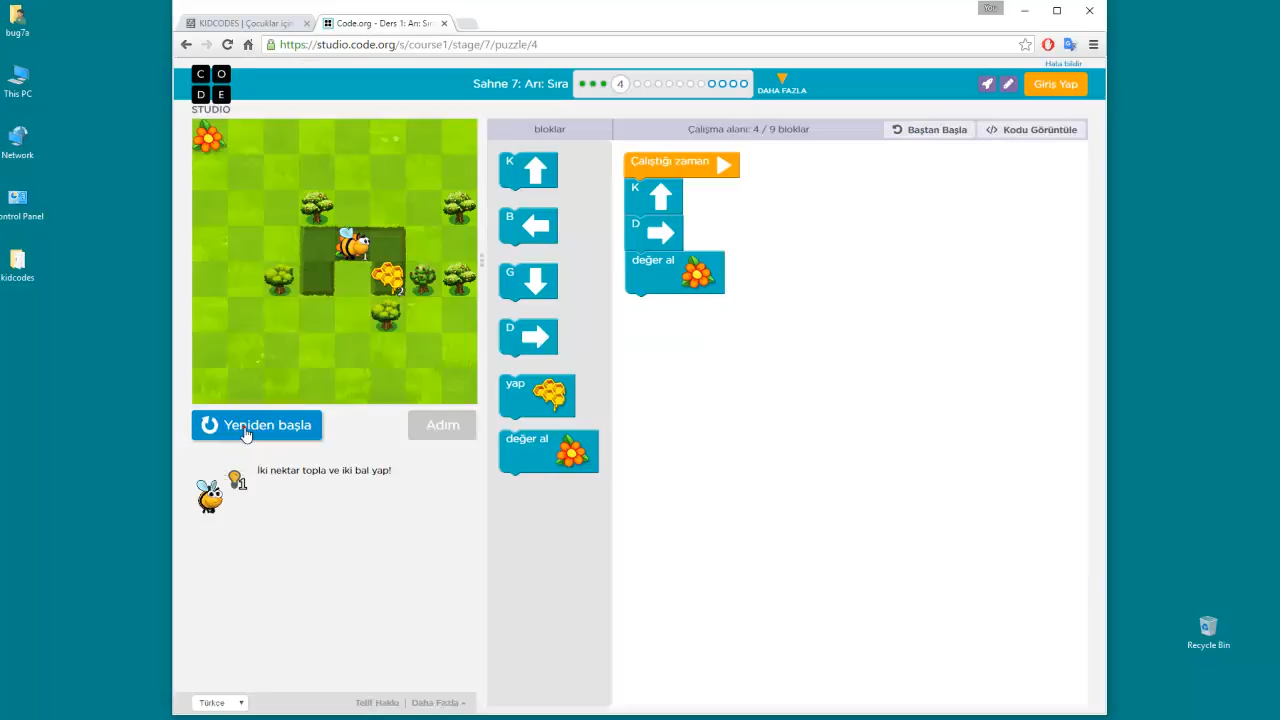 bug7a
This PC
Network
ontrol Panel
kidcodes
Recycle Bin
You
KIDCODES | Çocuklar için
Code.org - Ders 1: Arı: Sıra
https://studio.code.org/s/course1/stage/7/puzzle/4
Hata bildir
C O
D E
STUDIO
Sahne 7: Arı: Sıra
4
DAHA FAZLA
Giriş Yap
bloklar
Çalışma alanı: 4 / 9 bloklar
Baştan Başla
Kodu Görüntüle
K
B
G
D
yap
değer al
Çalıştığı zaman
K
D
değer al
1
2
Yeniden başla
Adım
İki nektar topla ve iki bal yap!
1
Türkçe
Telif Hakkı
Daha Fazla